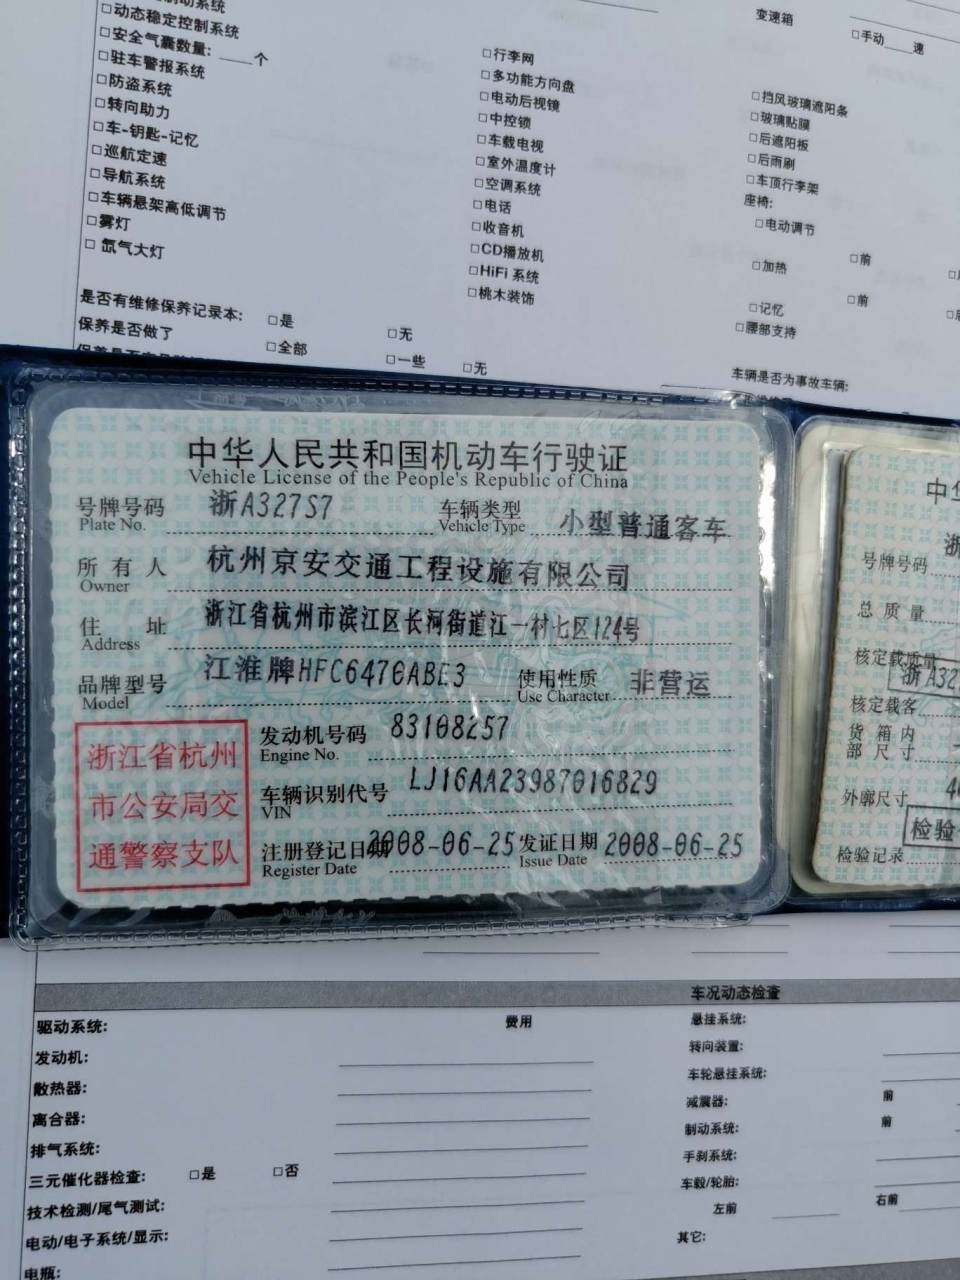 制动系统
□动态稳定控制系统
□安全气囊数量: ____个
□驻车警报系统
□防盗系统
□转向助力
□车-钥匙-记忆
□巡航定速
□导航系统
□车辆悬架高低调节
□雾灯
□氙气大灯
□行李网
□多功能方向盘
□电动后视镜
□中控锁
□车载电视
□室外温度计
□空调系统
□电话
□收音机
□CD播放机
□HiFi 系统
□桃木装饰
变速箱
□手动____速
□挡风玻璃遮阳条
□玻璃贴膜
□后遮阳板
□后雨刷
□车顶行李架
座椅:
□电动调节 □前
□加热 □前
□记忆
□腰部支持
是否有维修保养记录本: □是 □无
保养是否做了 □全部 □一些 □无
车辆是否为事故车辆:
中华人民共和国机动车行驶证
Vehicle License of the People's Republic of China
号牌号码 浙A327S7 车辆类型 小型普通客车
Plate No. Vehicle Type
所有人 杭州京安交通工程设施有限公司
Owner
住址 浙江省杭州市滨江区长河街道江一村七区124号
Address
品牌型号 江淮牌HFC6470ABE3 使用性质 非营运
Model Use Character
浙江省杭州
市公安局交
通警察支队
发动机号码 83108257
Engine No.
车辆识别代号 LJ16AA23987016829
VIN
注册登记日期 2008-06-25 发证日期 2008-06-25
Register Date Issue Date
号牌号码
总质量
核定载质量
浙A32
核定载客
货箱内
部尺寸
外廓尺寸
检验
检验记录
车况动态检查
驱动系统: 费用
发动机:
散热器:
离合器:
排气系统:
三元催化器检查: □是 □否
技术检测/尾气测试:
电动/电子系统/显示:
电瓶:
悬挂系统:
转向装置:
车轮悬挂系统:
减震器: 前
制动系统: 前
手刹系统:
车毂/轮胎:
左前 右前
其它: